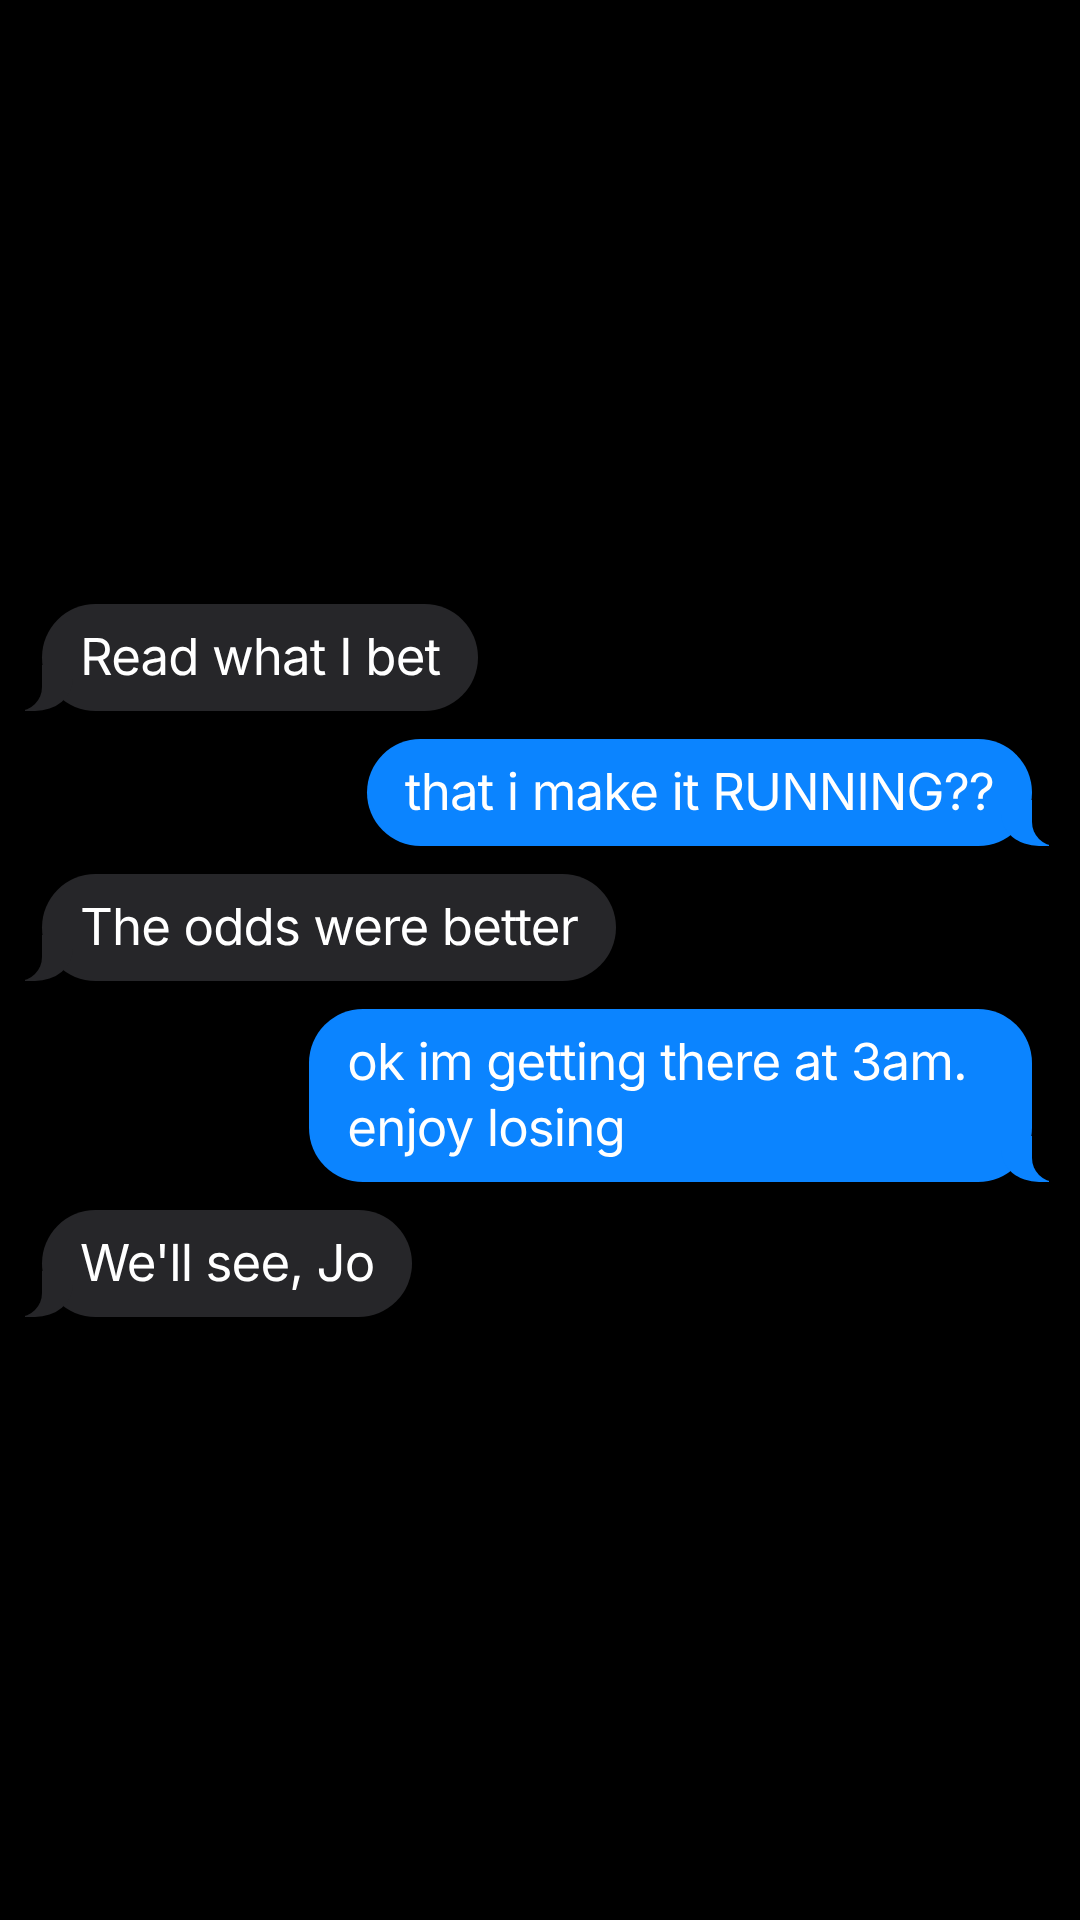 Read what I bet
that i make it RUNNING??
The odds were better
ok im getting there at 3am.
enjoy losing
We'll see, Jo